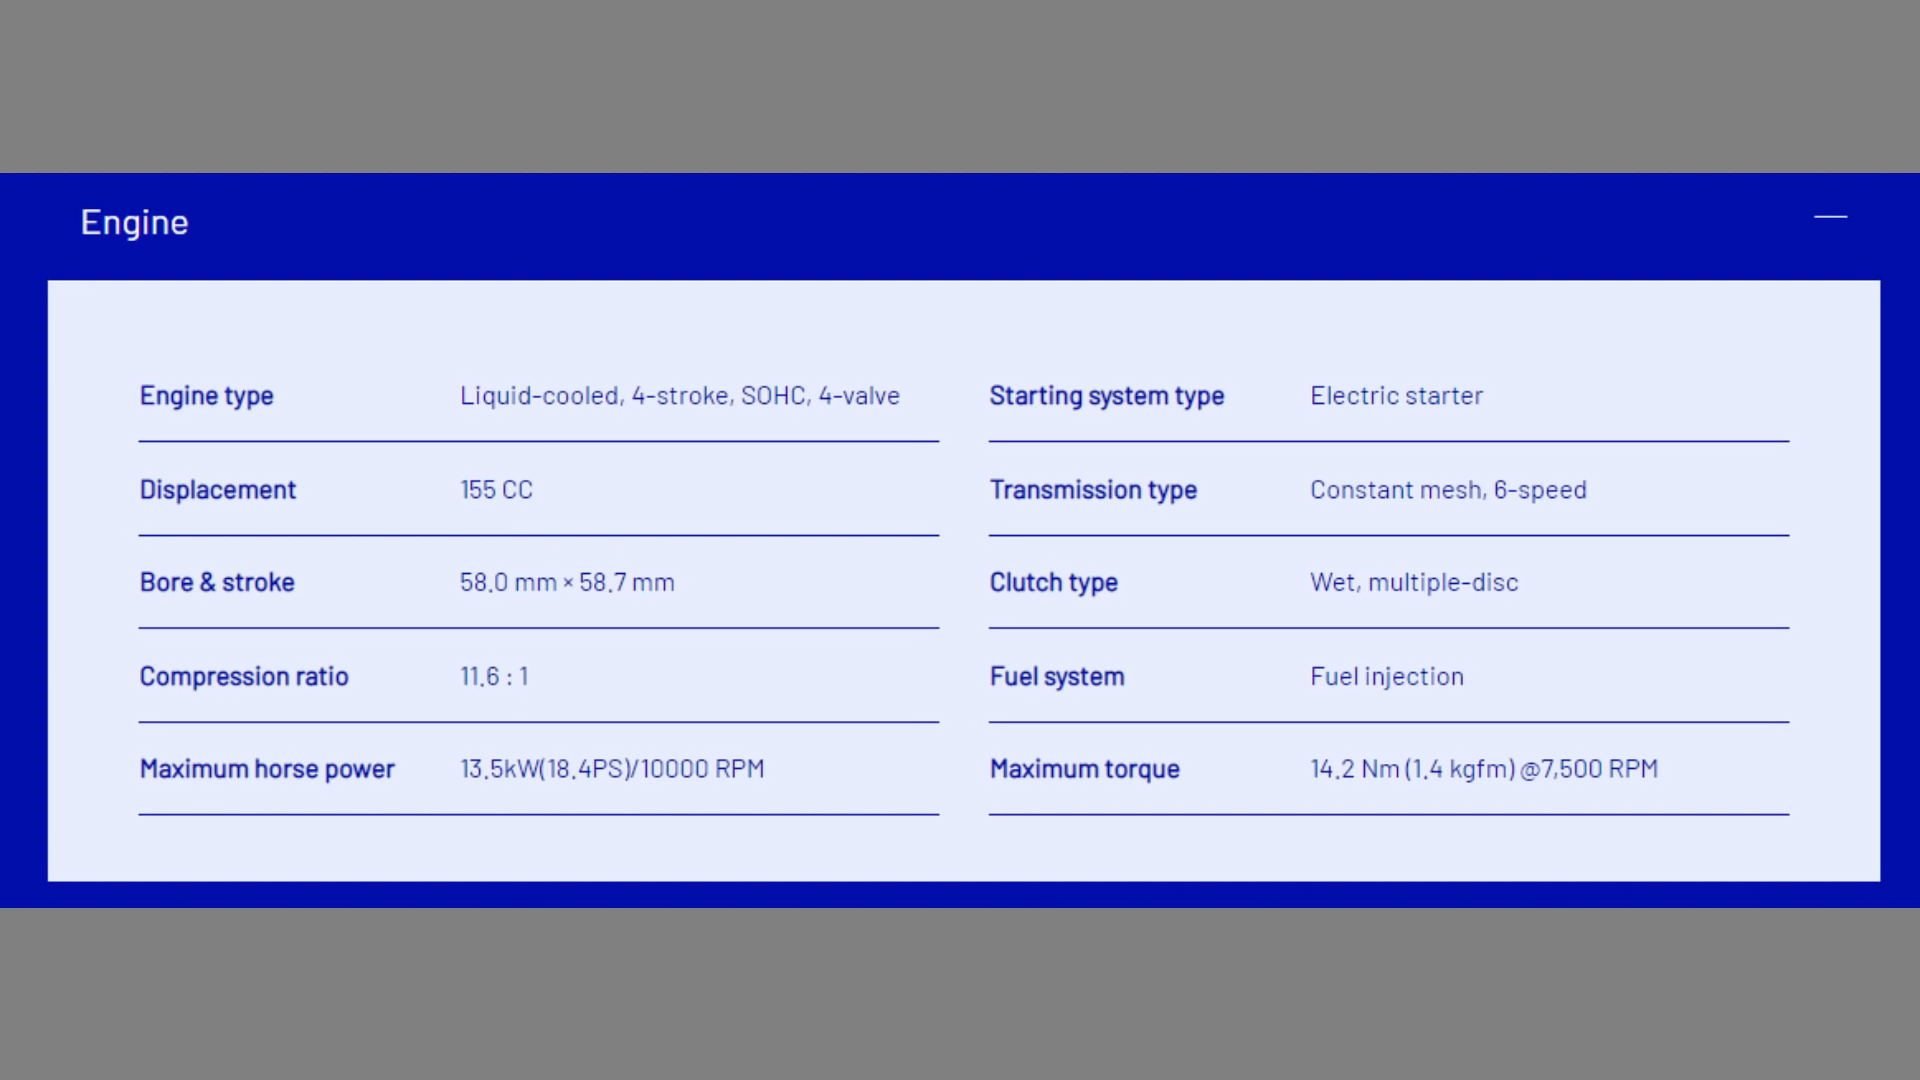 Engine
Engine type Liquid-cooled, 4-stroke, SOHC, 4-valve Starting system type Electric starter
Displacement 155 CC Transmission type Constant mesh, 6-speed
Bore & stroke 58.0 mm × 58.7 mm Clutch type Wet, multiple-disc
Compression ratio 11.6 : 1 Fuel system Fuel injection
Maximum horse power 13.5kW(18.4PS)/10000 RPM Maximum torque 14.2 Nm (1.4 kgfm) @7,500 RPM